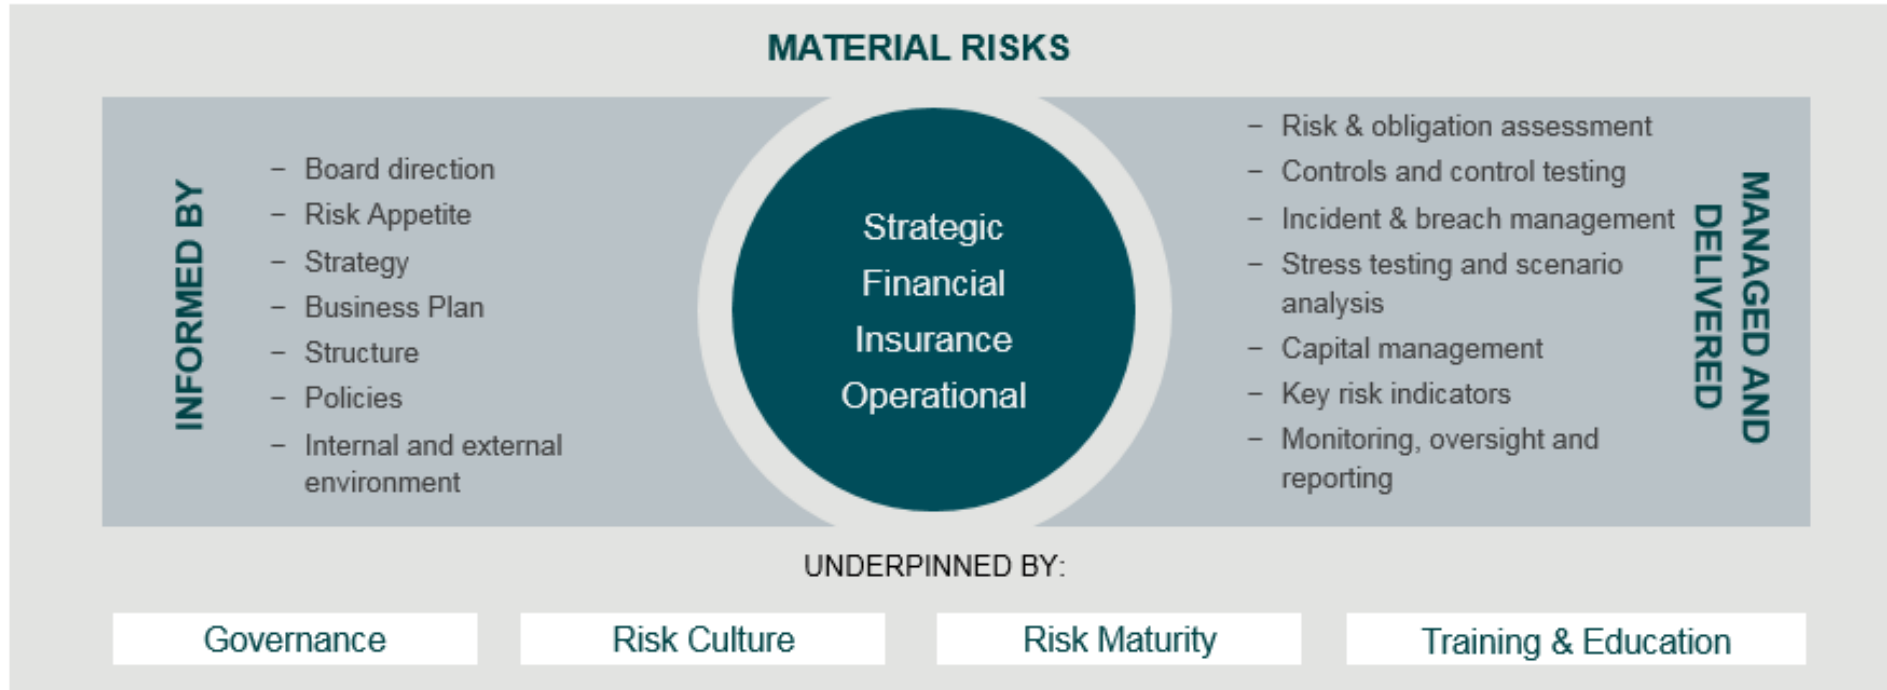 MATERIAL RISKS
INFORMED BY
− Board direction
− Risk Appetite
− Strategy
− Business Plan
− Structure
− Policies
− Internal and external
environment
Strategic
Financial
Insurance
Operational
− Risk & obligation assessment
− Controls and control testing
− Incident & breach management
− Stress testing and scenario
analysis
− Capital management
− Key risk indicators
− Monitoring, oversight and
reporting
MANAGED AND
DELIVERED
UNDERPINNED BY:
Governance
Risk Culture
Risk Maturity
Training & Education